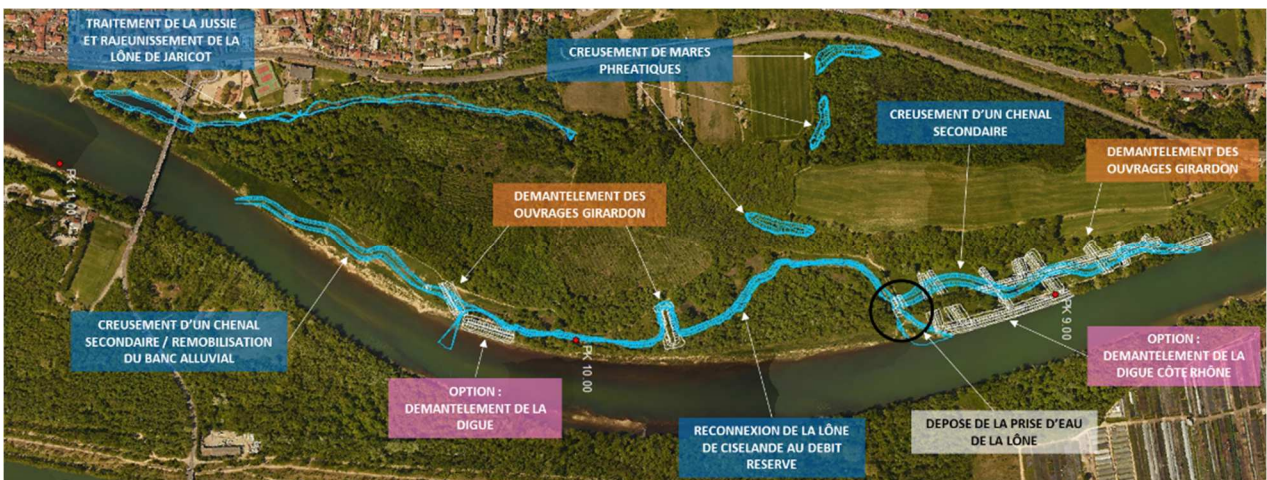 TRAITEMENT DE LA JUSSIE
ET RAJEUNISSEMENT DE LA
LÔNE DE JARICOT
CREUSEMENT DE MARES
PHREATIQUES
CREUSEMENT D'UN CHENAL
SECONDAIRE
DEMANTELEMENT DES
OUVRAGES GIRARDON
DEMANTELEMENT DES
OUVRAGES GIRARDON
PK 11.00
PK 9.00
PK 10.00
CREUSEMENT D'UN CHENAL
SECONDAIRE / REMOBILISATION
DU BANC ALLUVIAL
OPTION :
DEMANTELEMENT DE LA
DIGUE
RECONNEXION DE LA LÔNE
DE CISELANDE AU DEBIT
RESERVE
DEPOSE DE LA PRISE D'EAU
DE LA LÔNE
OPTION :
DEMANTELEMENT DE LA
DIGUE CÔTE RHÔNE